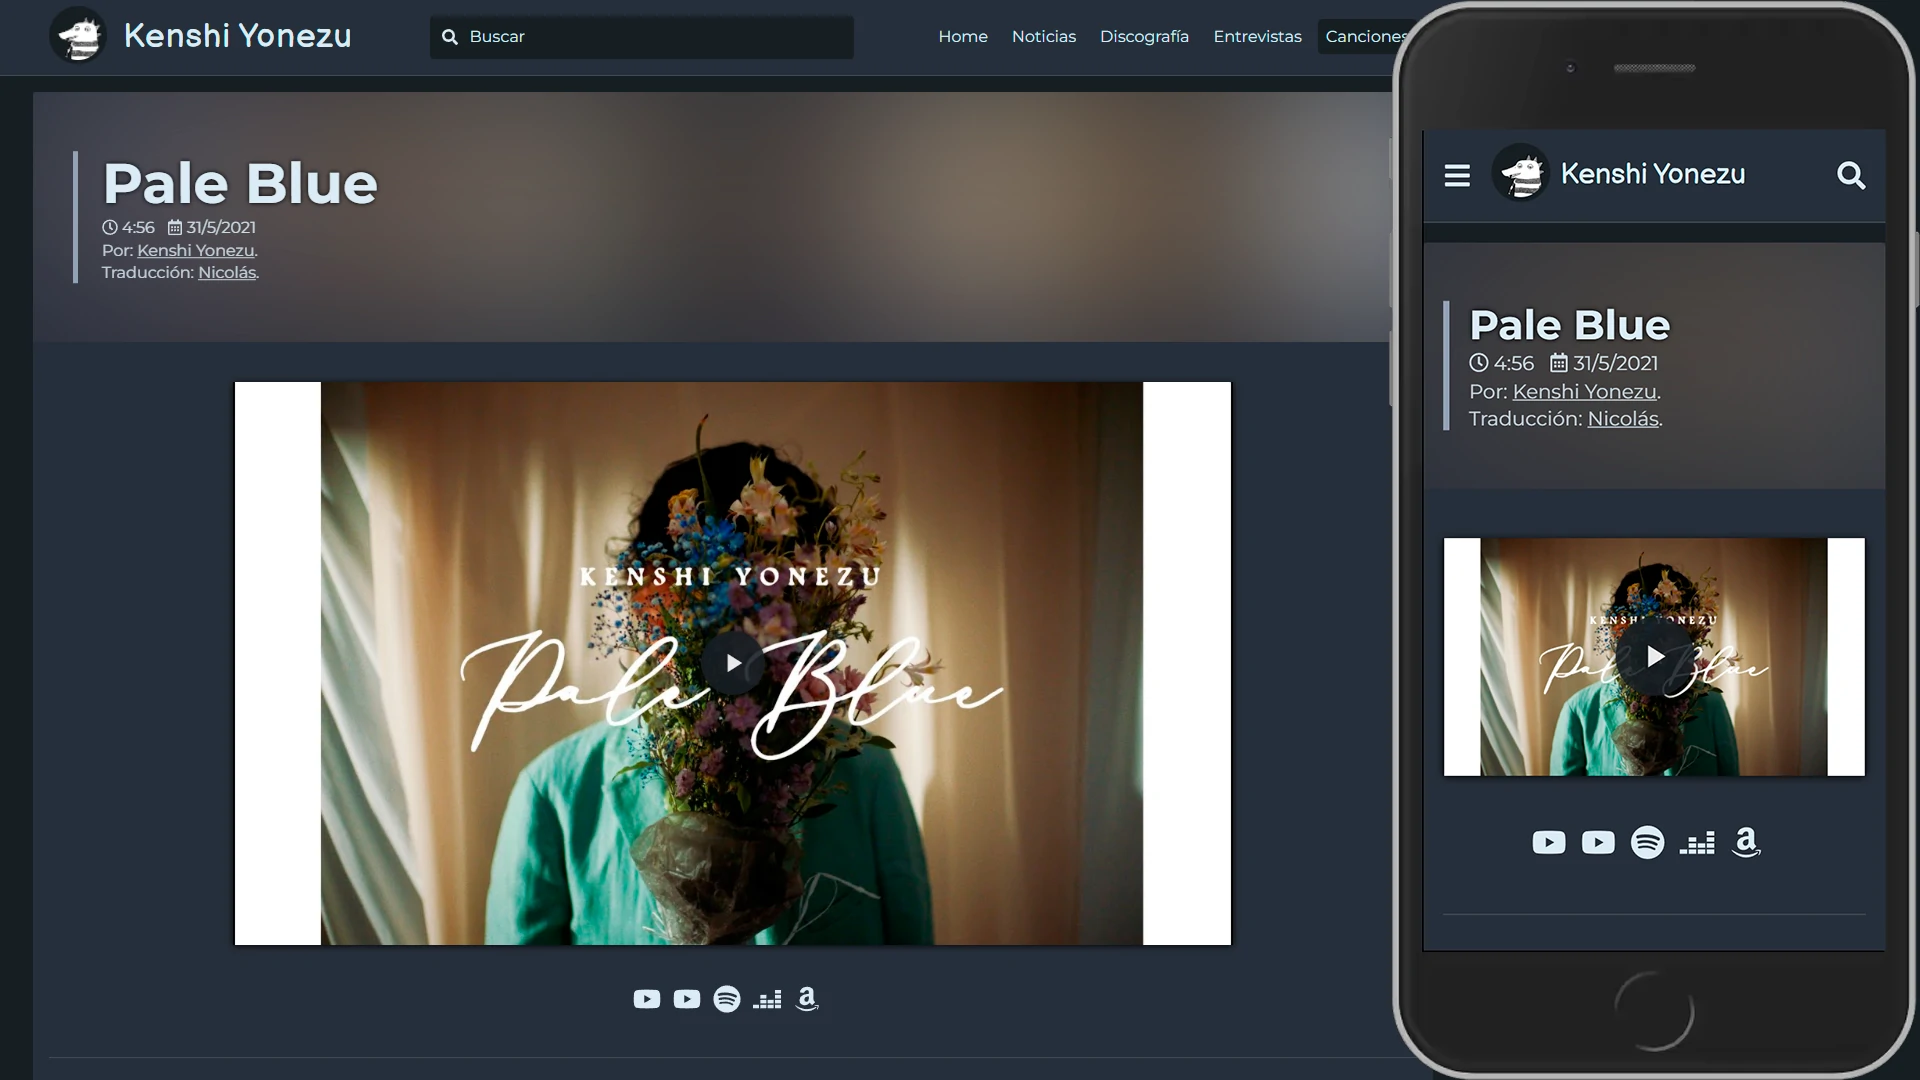 Kenshi Yonezu
Buscar
Home Noticias Discografía Entrevistas Canciones
Pale Blue
4:56 31/5/2021
Por: Kenshi Yonezu.
Traducción: Nicolás.
KENSHI YONEZU
Pale Blue
Kenshi Yonezu
Pale Blue
4:56 31/5/2021
Por: Kenshi Yonezu.
Traducción: Nicolás.
KENSHI YONEZU
Pale Blue